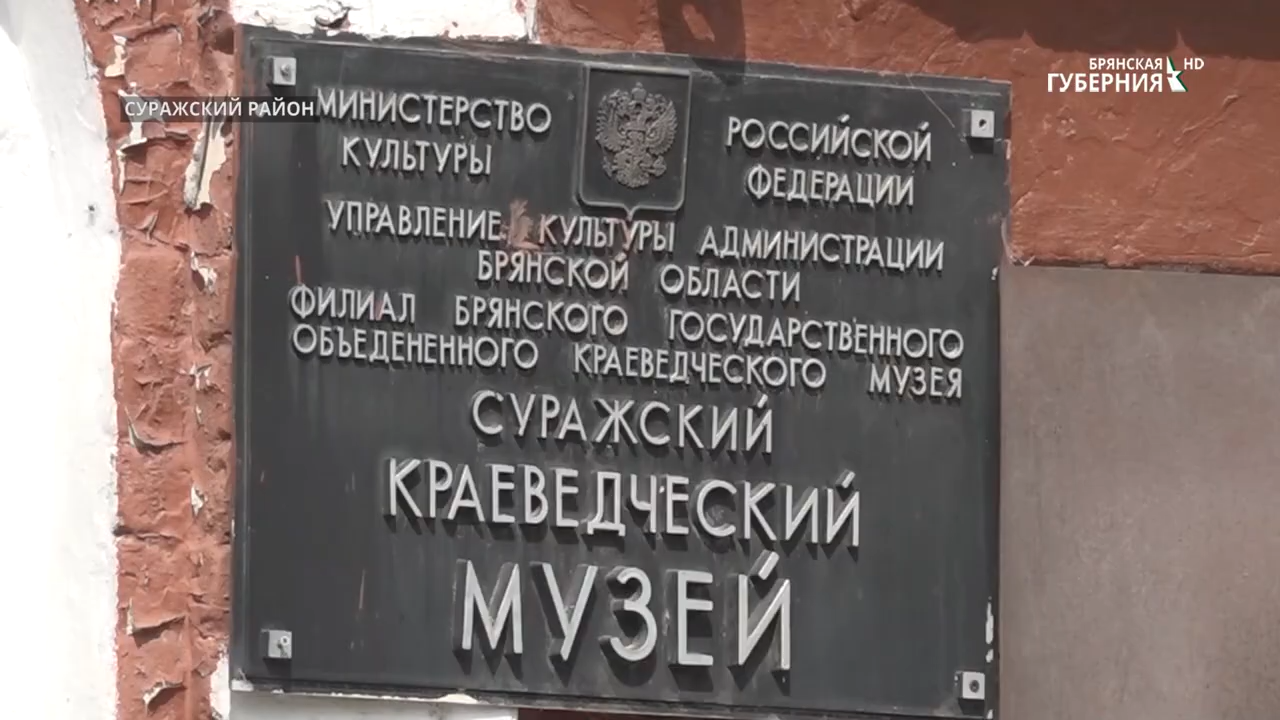 БРЯНСКАЯ HD
ГУБЕРНИЯ
СУРАЖСКИЙ РАЙОН
МИНИСТЕРСТВО
КУЛЬТУРЫ
РОССИЙСКОЙ
ФЕДЕРАЦИИ
УПРАВЛЕНИЕ КУЛЬТУРЫ АДМИНИСТРАЦИИ
БРЯНСКОЙ ОБЛАСТИ
ФИЛИАЛ БРЯНСКОГО ГОСУДАРСТВЕННОГО
ОБЪЕДЕНЕННОГО КРАЕВЕДЧЕСКОГО МУЗЕЯ
СУРАЖСКИЙ
КРАЕВЕДЧЕСКИЙ
МУЗЕЙ